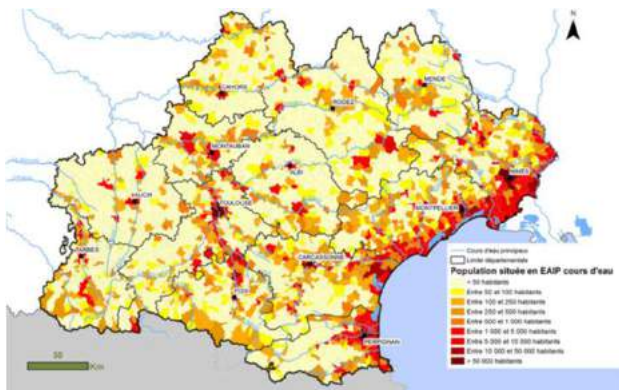 N
CAHORS
MENDE
RODEZ
MONTAUBAN
ALBI
NIMES
AUCH
TOULOUSE
MONTPELLIER
TARBES
CARCASSONNE
FOIX
PERPIGNAN
Cours d'eau principaux
Limite départementale
Population située en EAIP cours d'eau
< 50 habitants
Entre 50 et 100 habitants
Entre 100 et 250 habitants
Entre 250 et 500 habitants
Entre 500 et 1 000 habitants
Entre 1 000 et 5 000 habitants
Entre 5 000 et 10 000 habitants
Entre 10 000 et 50 000 habitants
> 50 000 habitants
50
Km